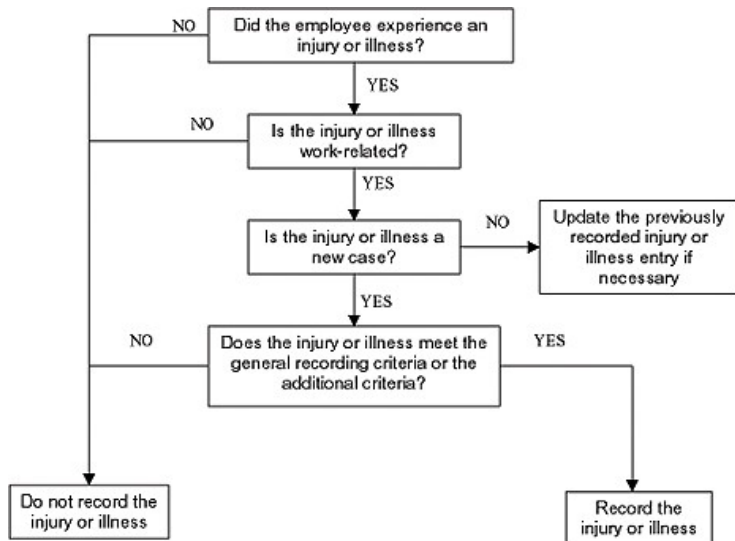 NO
Did the employee experience an
injury or illness?
YES
NO
Is the injury or illness
work-related?
YES
Is the injury or illness a
new case?
NO
Update the previously
recorded injury or
illness entry if
necessary
YES
NO
Does the injury or illness meet the
general recording criteria or the
additional criteria?
YES
Do not record the
injury or illness
Record the
injury or illness